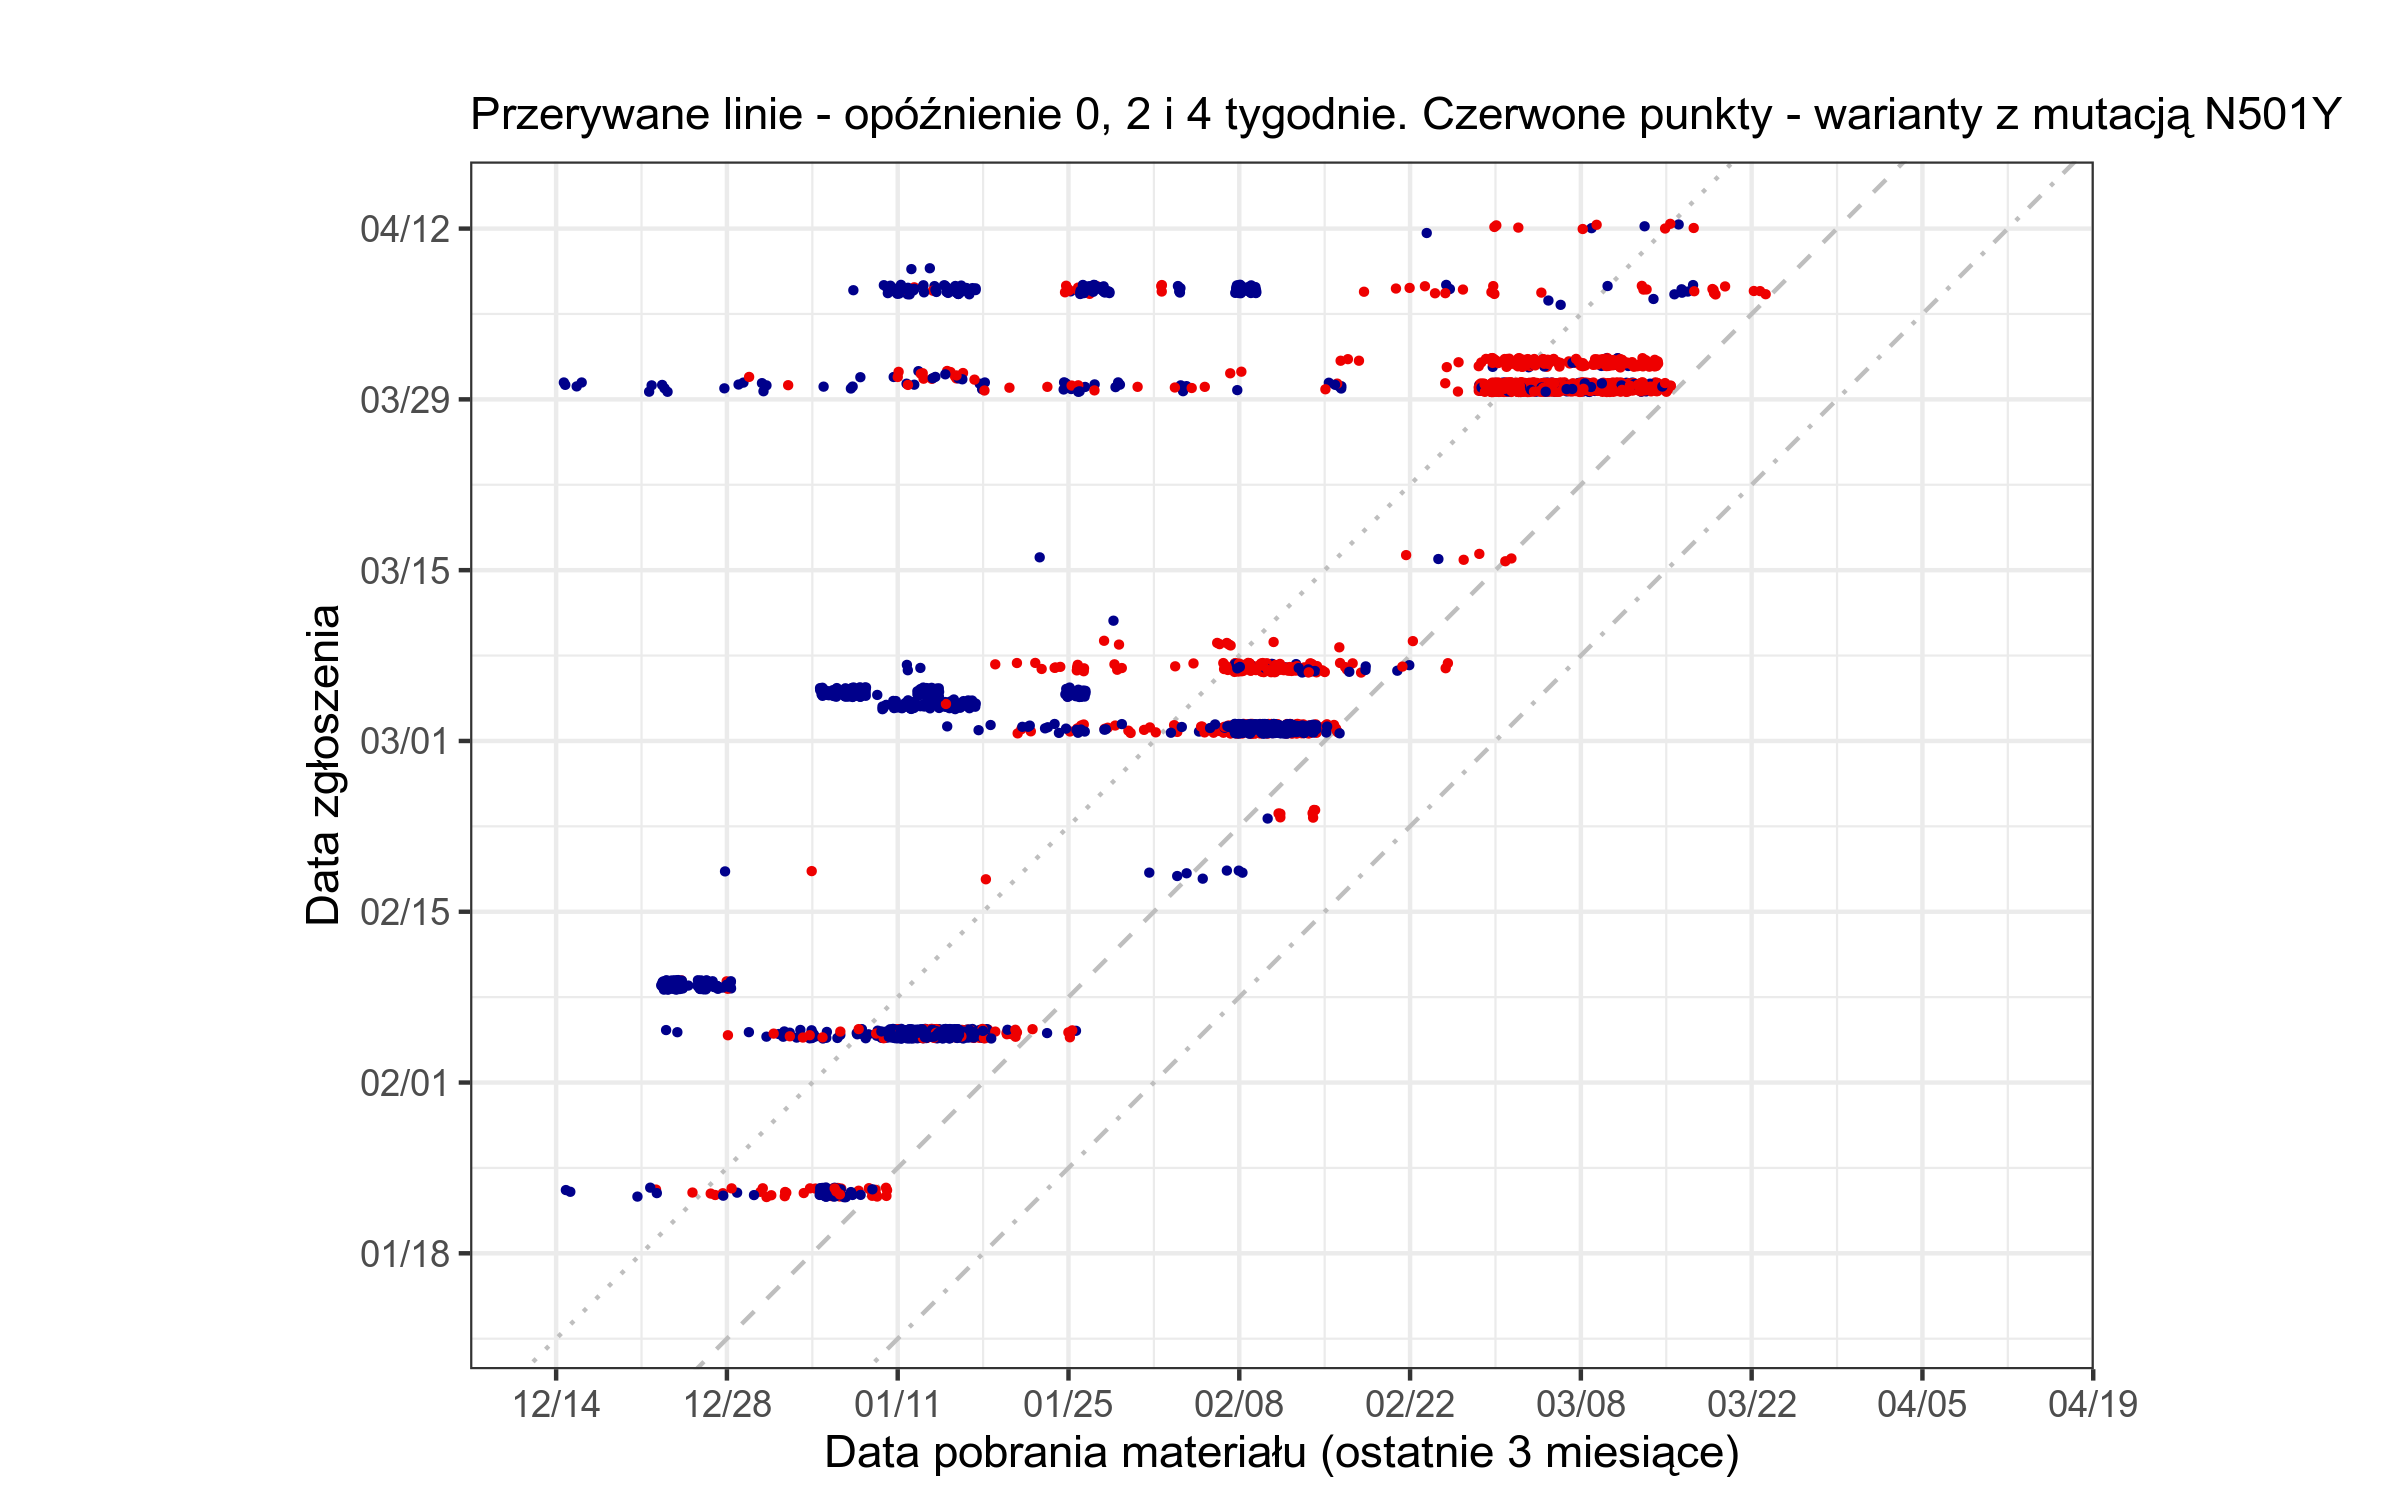 Przerywane linie - opóźnienie 0, 2 i 4 tygodnie. Czerwone punkty - warianty z mutacją N501Y
04/12
03/29
03/15
03/01
02/15
02/01
01/18
Data zgłoszenia
12/14 12/28 01/11 01/25 02/08 02/22 03/08 03/22 04/05 04/19
Data pobrania materiału (ostatnie 3 miesiące)